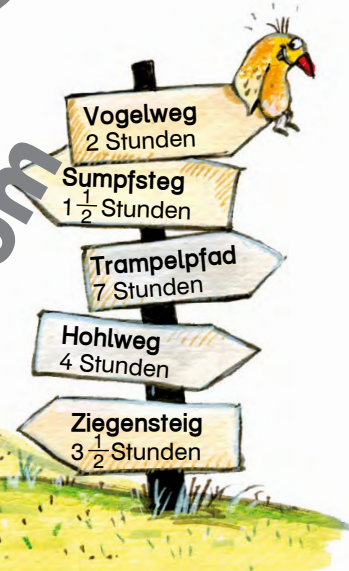 Vogelweg
2 Stunden
Sumpfsteg
1 1/2 Stunden
Trampelpfad
7 Stunden
Hohlweg
4 Stunden
Ziegensteig
3 1/2 Stunden
om